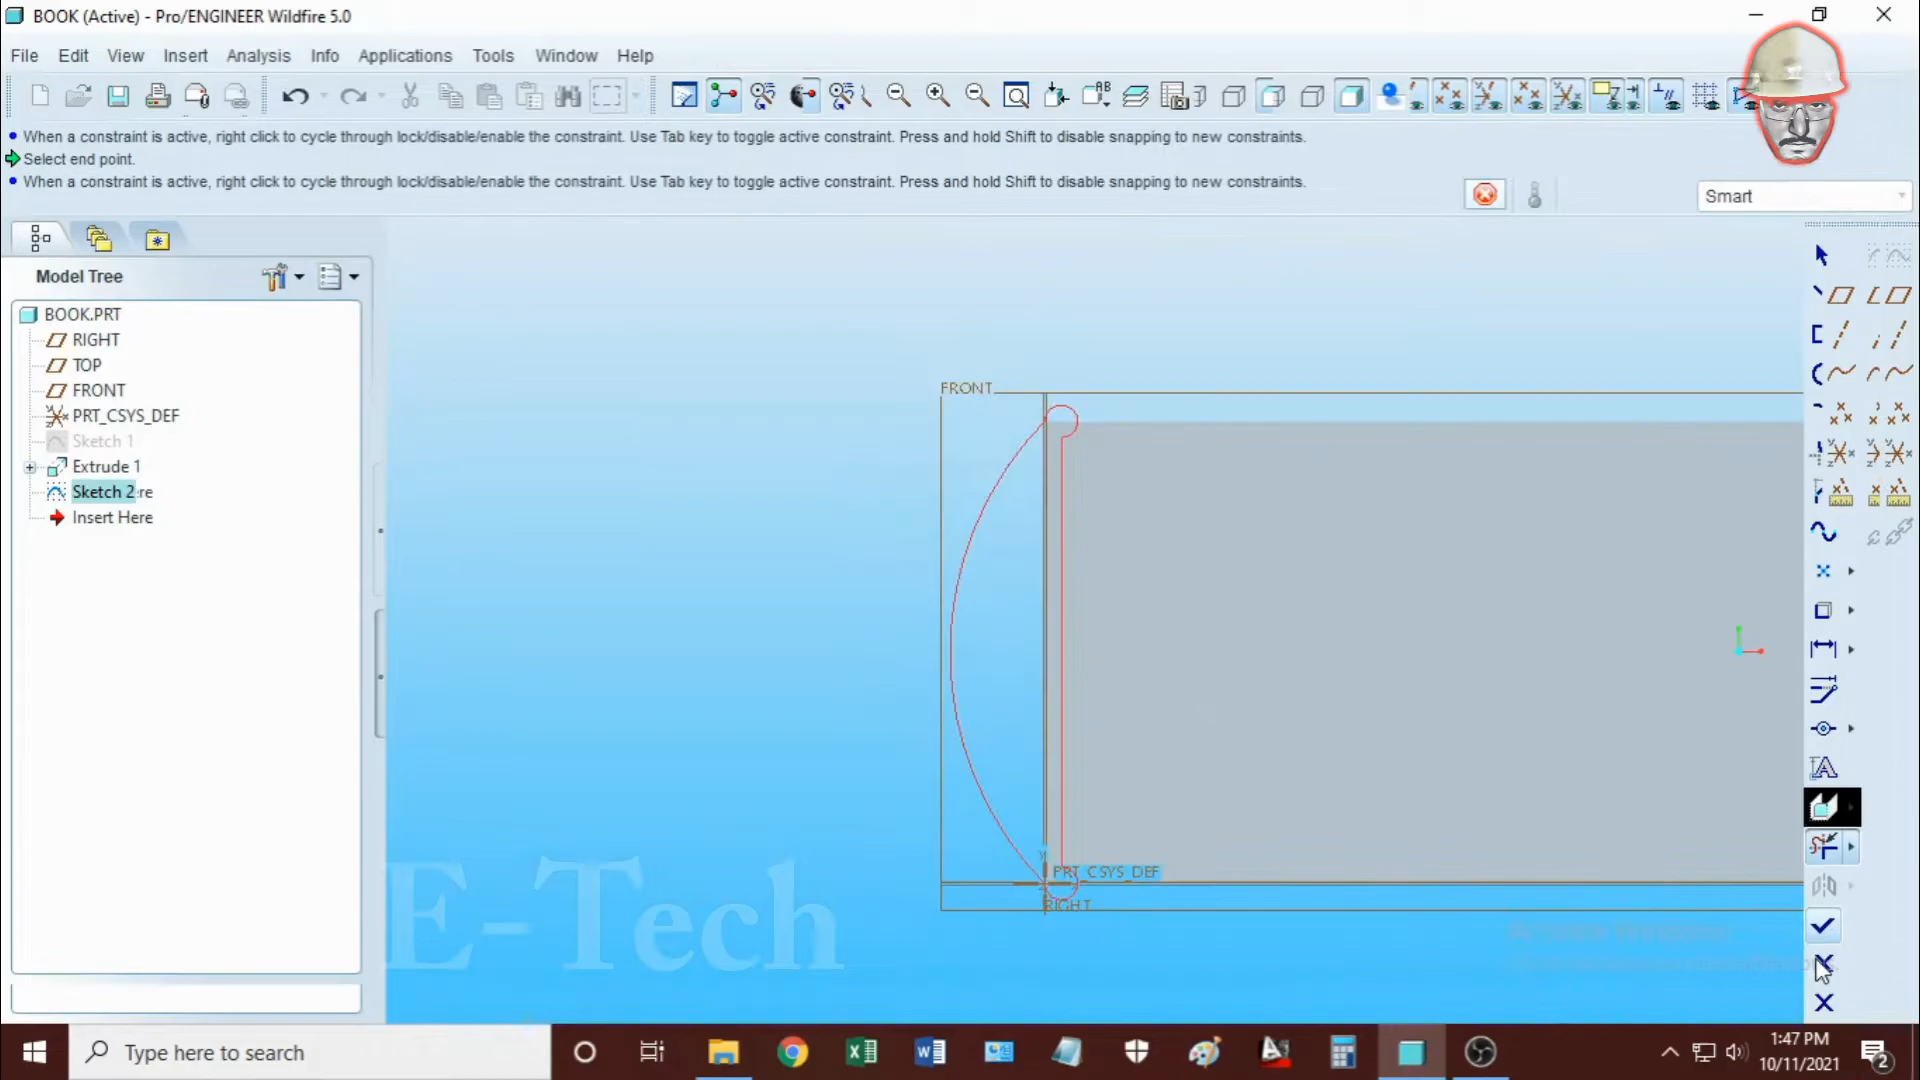 BOOK (Active) - Pro/ENGINEER Wildfire 5.0
File Edit View Insert Analysis Info Applications Tools Window Help
When a constraint is active, right click to cycle through lock/disable/enable the constraint. Use Tab key to toggle active constraint. Press and hold Shift to disable snapping to new constraints.
Select end point.
When a constraint is active, right click to cycle through lock/disable/enable the constraint. Use Tab key to toggle active constraint. Press and hold Shift to disable snapping to new constraints.
Smart
Model Tree
BOOK.PRT
RIGHT
TOP
FRONT
PRT_CSYS_DEF
Sketch 1
Extrude 1
Sketch 2 re
Insert Here
FRONT
Y
PRT_CSYS_DEF
RIGHT
E-Tech
Type here to search
1:47 PM
10/11/2021
2